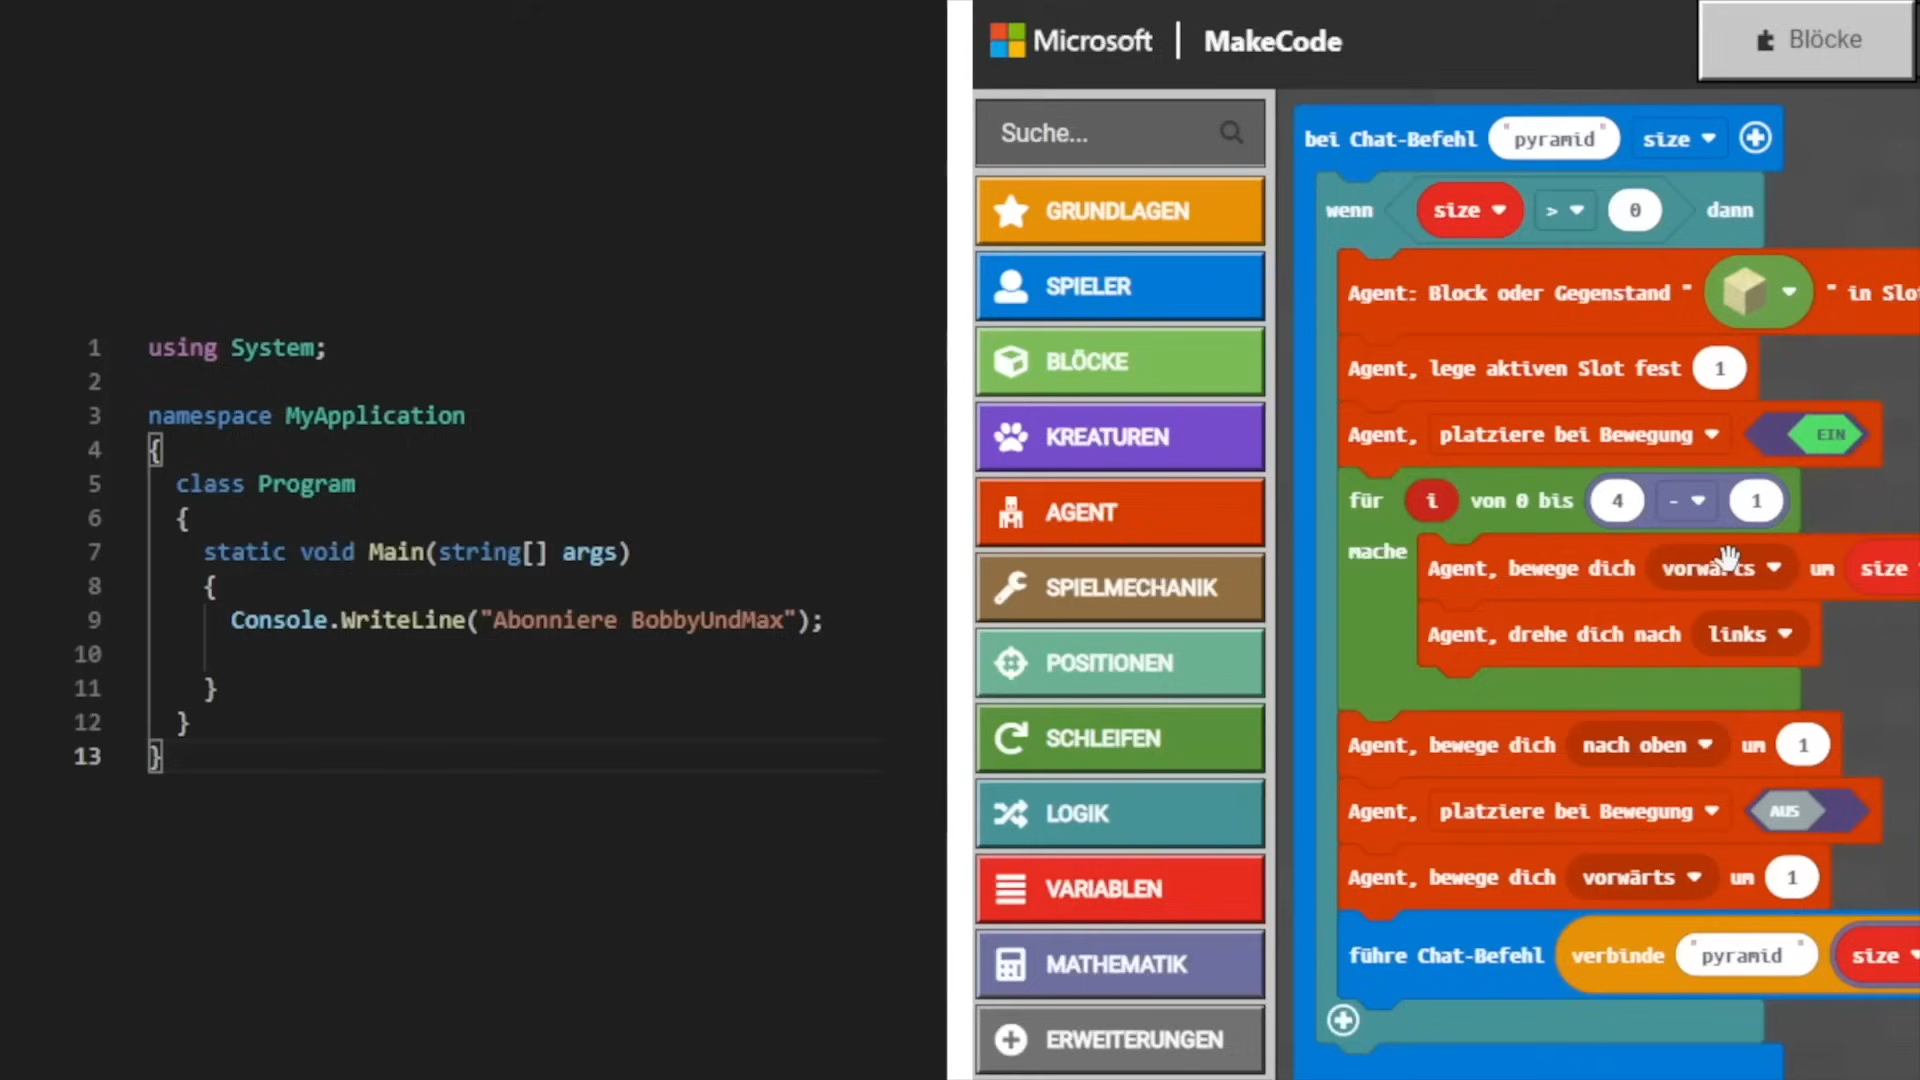 1 using System;
2
3 namespace MyApplication
4 {
5 class Program
6 {
7 static void Main(string[] args)
8 {
9 Console.WriteLine("Abonniere BobbyUndMax");
10
11 }
12 }
13 }
Microsoft | MakeCode
Blöcke
Suche...
GRUNDLAGEN
SPIELER
BLÖCKE
KREATUREN
AGENT
SPIELMECHANIK
POSITIONEN
SCHLEIFEN
LOGIK
VARIABLEN
MATHEMATIK
ERWEITERUNGEN
bei Chat-Befehl "pyramid" size
wenn size > 0 dann
Agent: Block oder Gegenstand " " in
Agent, lege aktiven Slot fest 1
Agent, platziere bei Bewegung EIN
für i von 0 bis 4 - 1
mache
Agent, bewege dich vorwärts um size
Agent, drehe dich nach links
Agent, bewege dich nach oben um 1
Agent, platziere bei Bewegung AUS
Agent, bewege dich vorwärts um 1
führe Chat-Befehl verbinde "pyramid " size